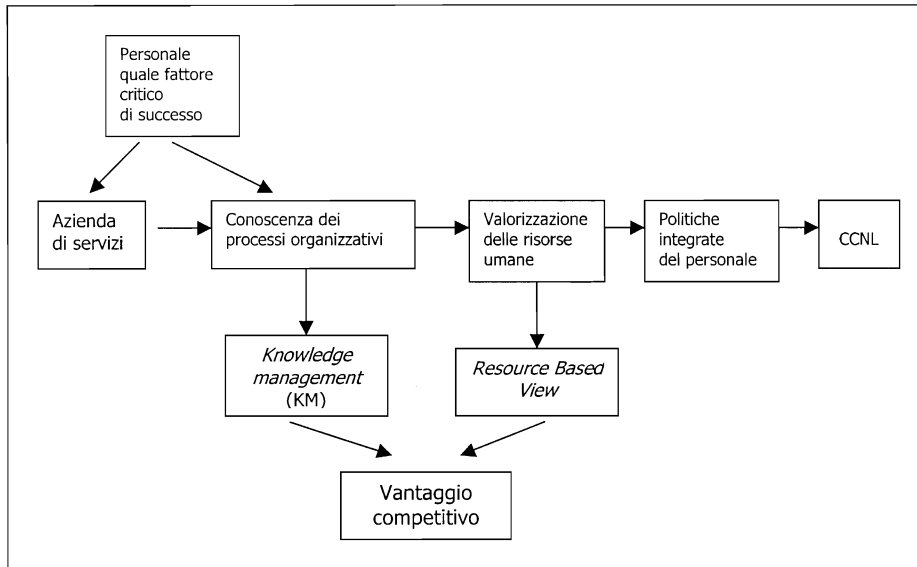 Personale
quale fattore
critico
di successo
Azienda
di servizi
Conoscenza dei
processi organizzativi
Valorizzazione
delle risorse
umane
Politiche
integrate
del personale
CCNL
Knowledge
management
(KM)
Resource Based
View
Vantaggio
competitivo